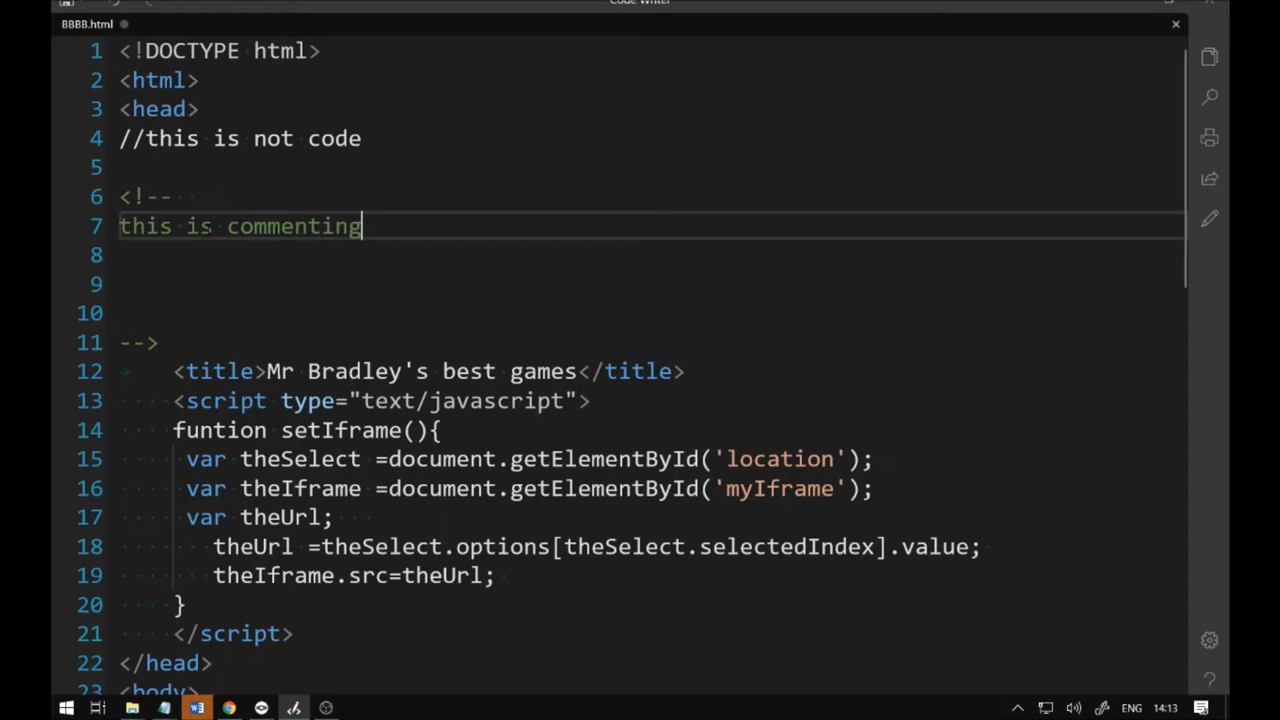 Code Writer
BBBB.html
1 <!DOCTYPE html>
2 <html>
3 <head>
4 //this is not code
5
6 <!--
7 this is commenting
8
9
10
11 -->
12 <title>Mr Bradley's best games</title>
13 <script type="text/javascript">
14 funtion setIframe(){
15 var theSelect =document.getElementById('location');
16 var theIframe =document.getElementById('myIframe');
17 var theUrl;
18 theUrl =theSelect.options[theSelect.selectedIndex].value;
19 theIframe.src=theUrl;
20 }
21 </script>
22 </head>
23 <body>
ENG 14:13